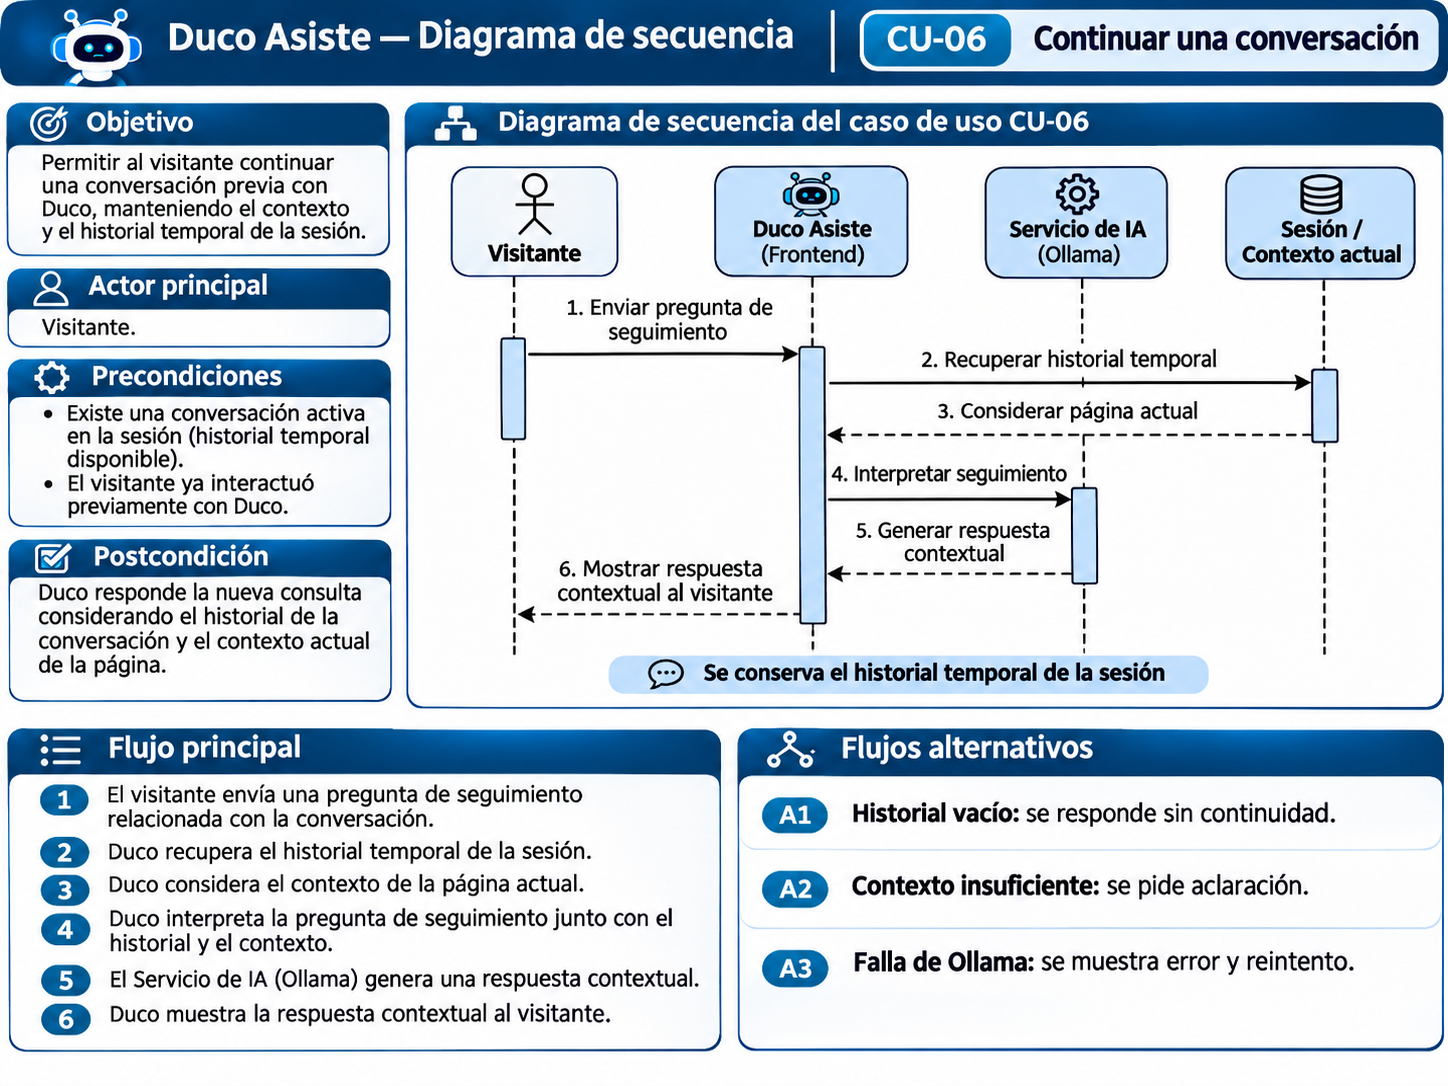 Duco Asiste — Diagrama de secuencia
CU-06
Continuar una conversación
Objetivo
Permitir al visitante continuar
una conversación previa con
Duco, manteniendo el contexto
y el historial temporal de la sesión.
Actor principal
Visitante.
Precondiciones
• Existe una conversación activa
en la sesión (historial temporal
disponible).
• El visitante ya interactuó
previamente con Duco.
Postcondición
Duco responde la nueva consulta
considerando el historial de la
conversación y el contexto actual
de la página.
Diagrama de secuencia del caso de uso CU-06
Visitante
Duco Asiste
(Frontend)
Servicio de IA
(Ollama)
Sesión /
Contexto actual
1. Enviar pregunta de
seguimiento
2. Recuperar historial temporal
3. Considerar página actual
4. Interpretar seguimiento
5. Generar respuesta
contextual
6. Mostrar respuesta
contextual al visitante
Se conserva el historial temporal de la sesión
Flujo principal
1
El visitante envía una pregunta de seguimiento
relacionada con la conversación.
2
Duco recupera el historial temporal de la sesión.
3
Duco considera el contexto de la página actual.
4
Duco interpreta la pregunta de seguimiento junto con el
historial y el contexto.
5
El Servicio de IA (Ollama) genera una respuesta contextual.
6
Duco muestra la respuesta contextual al visitante.
Flujos alternativos
A1
Historial vacío: se responde sin continuidad.
A2
Contexto insuficiente: se pide aclaración.
A3
Falla de Ollama: se muestra error y reintento.